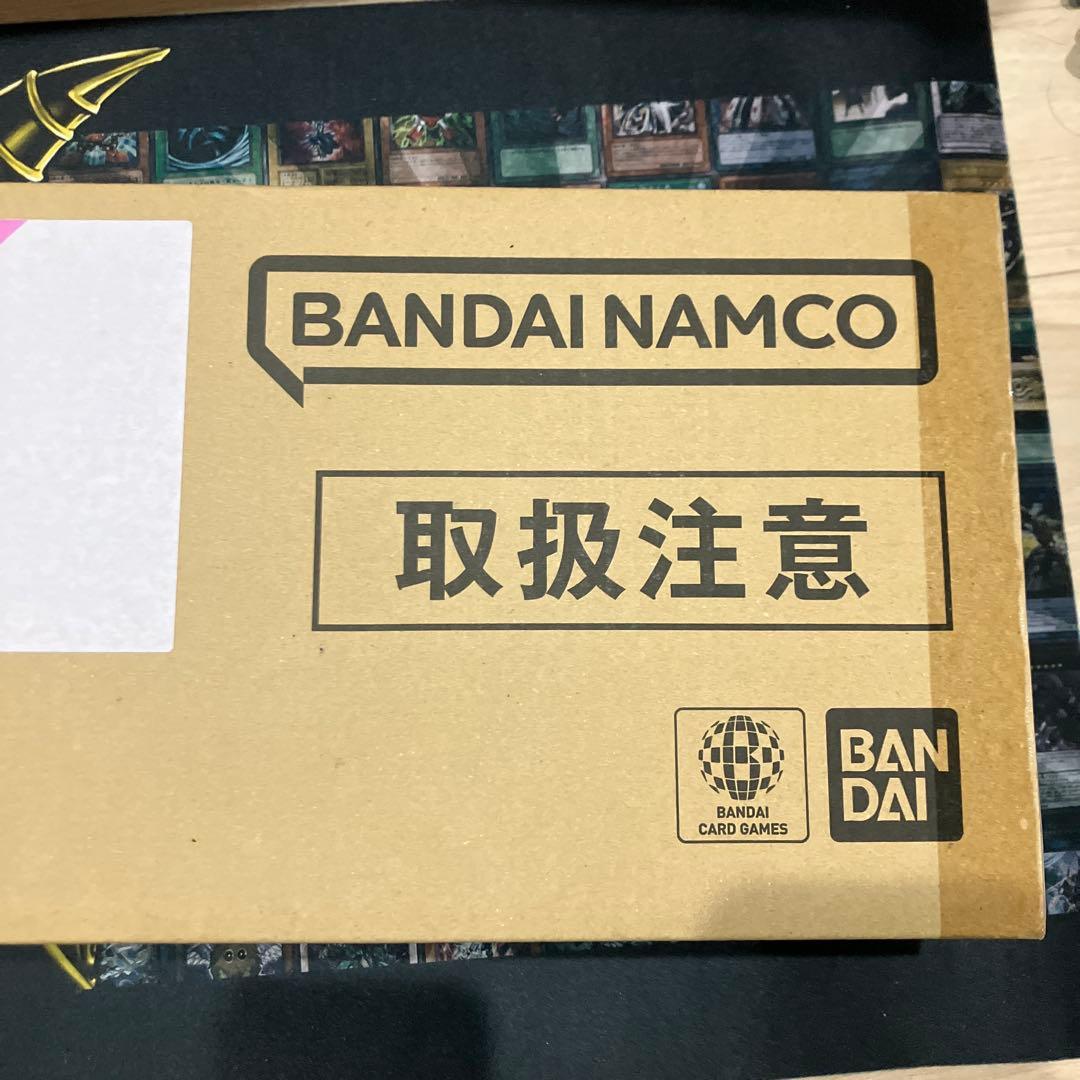 BANDAI NAMCO
取扱注意
BANDAI
CARD GAMES
BAN
DAI